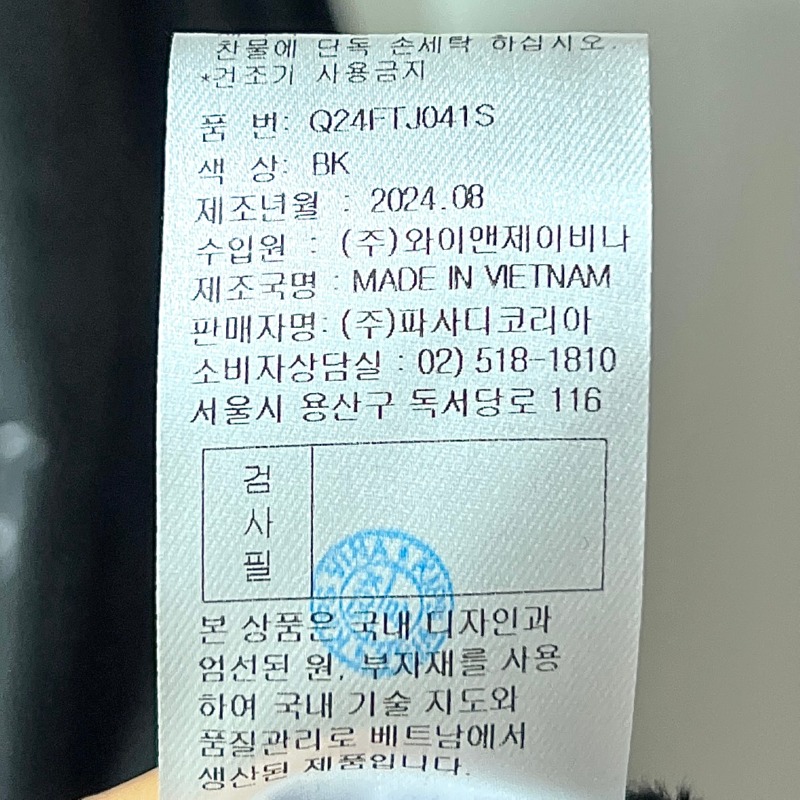 찬물에 단독 손세탁 하십시오.
*건조기 사용금지
품 번: Q24FTJ041S
색 상: BK
제조년월 : 2024.08
수입원 : (주)와이앤제이비나
제조국명 : MADE IN VIETNAM
판매자명: (주)파사디코리아
소비자상담실 : 02) 518-1810
서울시 용산구 독서당로 116
검
사
필
본 상품은 국내 디자인과
엄선된 원, 부자재를 사용
하여 국내 기술 지도와
품질관리로 베트남에서
생산된 제품입니다.